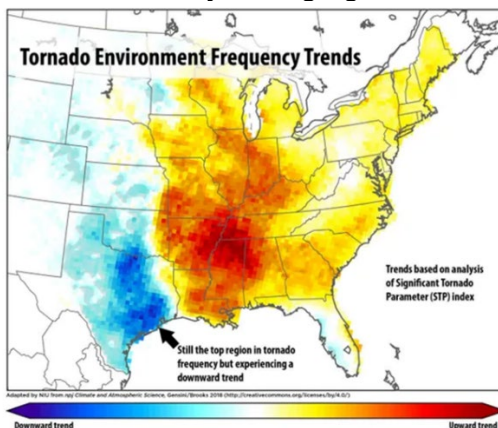 Tornado Environment Frequency Trends
Trends based on analysis
of Significant Tornado
Parameter (STP) index
Still the top region in tornado
frequency but experiencing a
downward trend
Adapted by NIU from npj Climate and Atmospheric Science, Gensini/Brooks 2018 (http://creativecommons.org/licenses/by/4.0/)
Downward trend
Upward trend